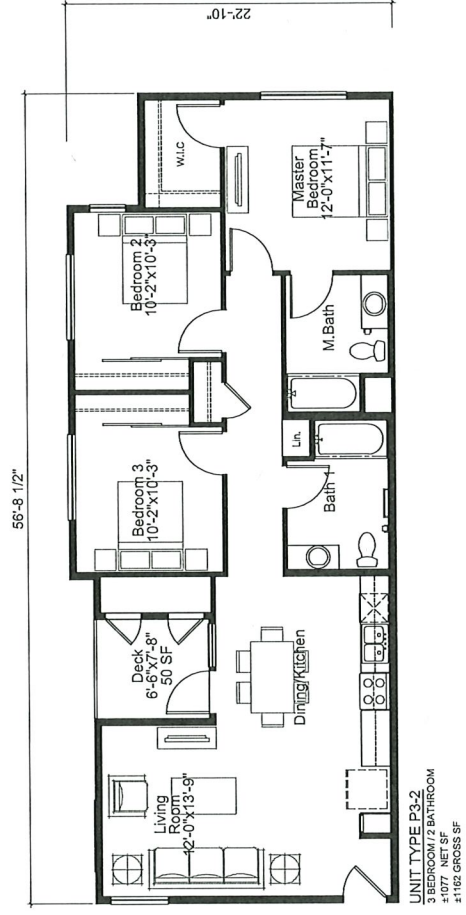 22'-10"
56'-8 1/2"
W.I.C
Master
Bedroom
12'-0"x11'-7"
Bedroom 2
10'-2"x10'-3"
M.Bath
Lin.
Bath 1
Bedroom 3
10'-2"x10'-3"
Deck
6'-6"x7'-8"
50 SF
Dining/Kitchen
Living
Room
12'-0"x13'-9"
UNIT TYPE P3-2
3 BEDROOM / 2 BATHROOM
±1077 NET SF
±1162 GROSS SF